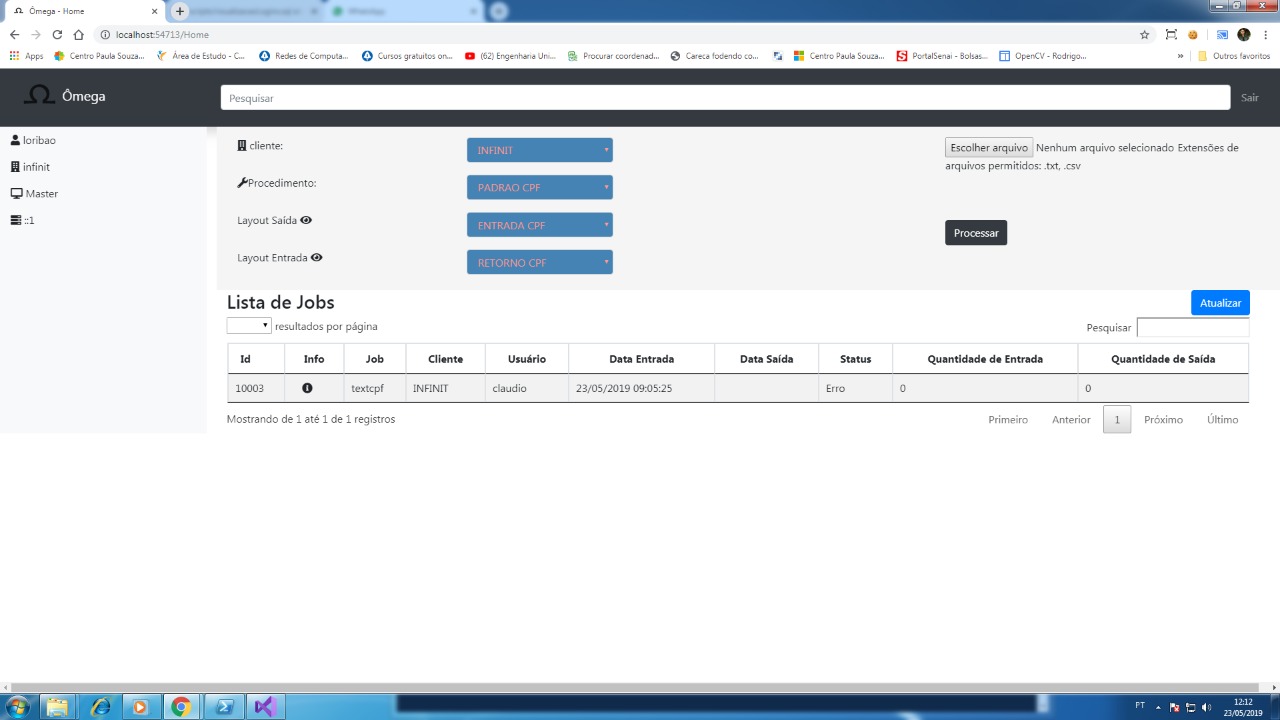 Ômega - Home
WhatsApp
localhost:54713/Home
Apps Centro Paula Souza... Área de Estudo - C... Redes de Computa... Cursos gratuitos on... (62) Engenharia Uni... Procurar coordenad... Careca fodendo co... Centro Paula Souza... PortalSenai - Bolsas... OpenCV - Rodrigo... » Outros favoritos
Ômega Pesquisar Sair
loribao
infinit
Master
::1
cliente: INFINIT
Escolher arquivo Nenhum arquivo selecionado Extensões de
arquivos permitidos: .txt, .csv
Procedimento: PADRAO CPF
Layout Saída ENTRADA CPF
Processar
Layout Entrada RETORNO CPF
Lista de Jobs Atualizar
resultados por página Pesquisar
Id Info Job Cliente Usuário Data Entrada Data Saída Status Quantidade de Entrada Quantidade de Saída
10003 textcpf INFINIT claudio 23/05/2019 09:05:25 Erro 0 0
Mostrando de 1 até 1 de 1 registros Primeiro Anterior 1 Próximo Último
PT 12:12
23/05/2019